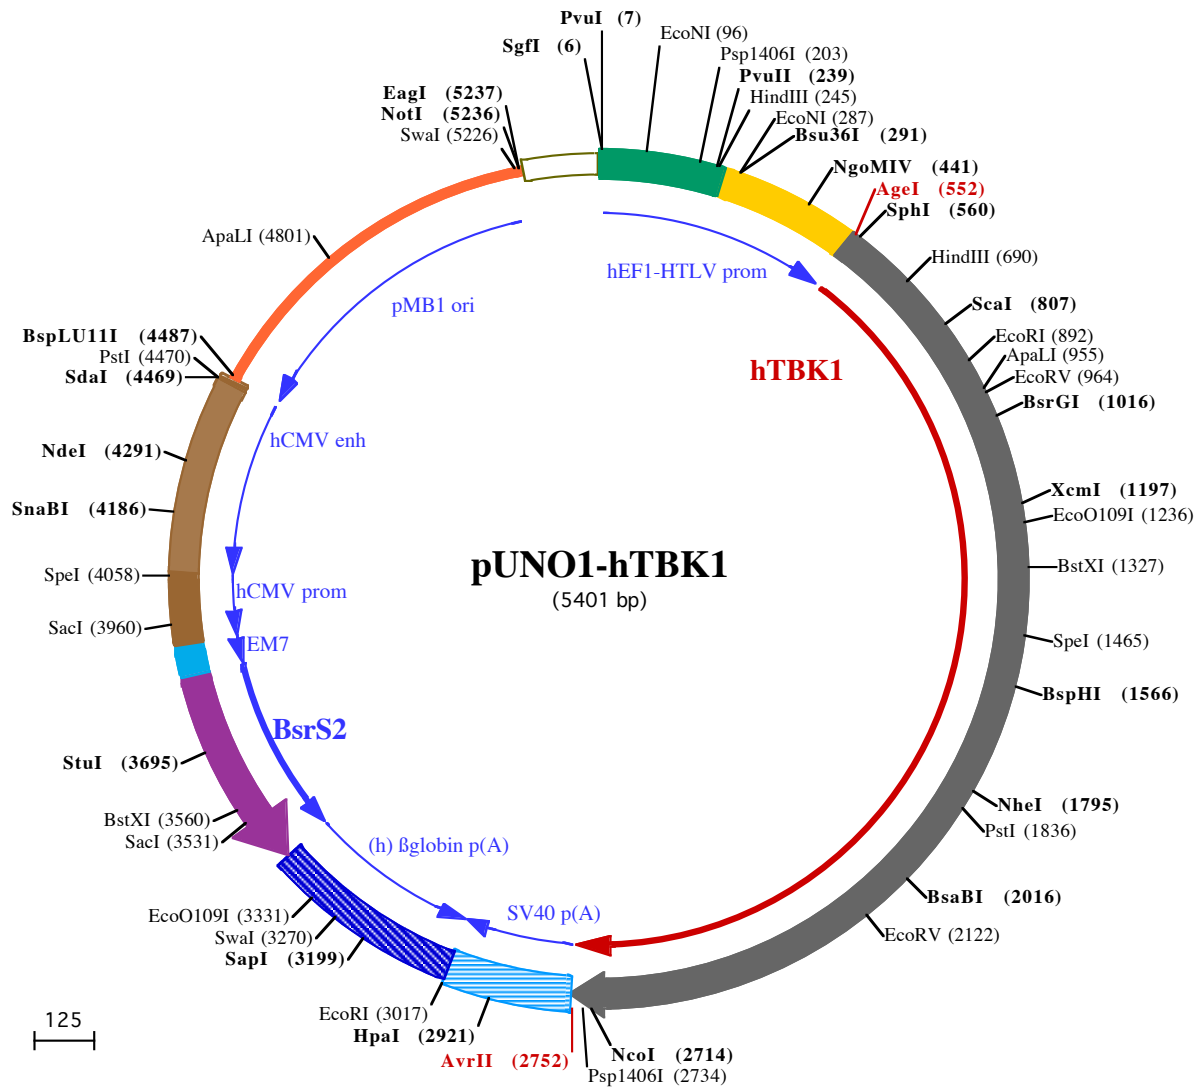 PvuI (7)
SgfI (6)
EcoNI (96)
Psp1406I (203)
PvuII (239)
HindIII (245)
EcoNI (287)
Bsu36I (291)
NgoMIV (441)
AgeI (552)
SphI (560)
HindIII (690)
ScaI (807)
EcoRI (892)
ApaLI (955)
EcoRV (964)
BsrGI (1016)
XcmI (1197)
EcoO109I (1236)
BstXI (1327)
SpeI (1465)
BspHI (1566)
NheI (1795)
PstI (1836)
BsaBI (2016)
EcoRV (2122)
NcoI (2714)
Psp1406I (2734)
AvrII (2752)
HpaI (2921)
EcoRI (3017)
SapI (3199)
SwaI (3270)
EcoO109I (3331)
SacI (3531)
BstXI (3560)
StuI (3695)
SacI (3960)
SpeI (4058)
SnaBI (4186)
NdeI (4291)
SdaI (4469)
PstI (4470)
BspLU11I (4487)
ApaLI (4801)
SwaI (5226)
NotI (5236)
EagI (5237)
hEF1-HTLV prom
hTBK1
SV40 p(A)
(h) ßglobin p(A)
BsrS2
EM7
hCMV prom
hCMV enh
pMB1 ori
pUNO1-hTBK1
(5401 bp)
125